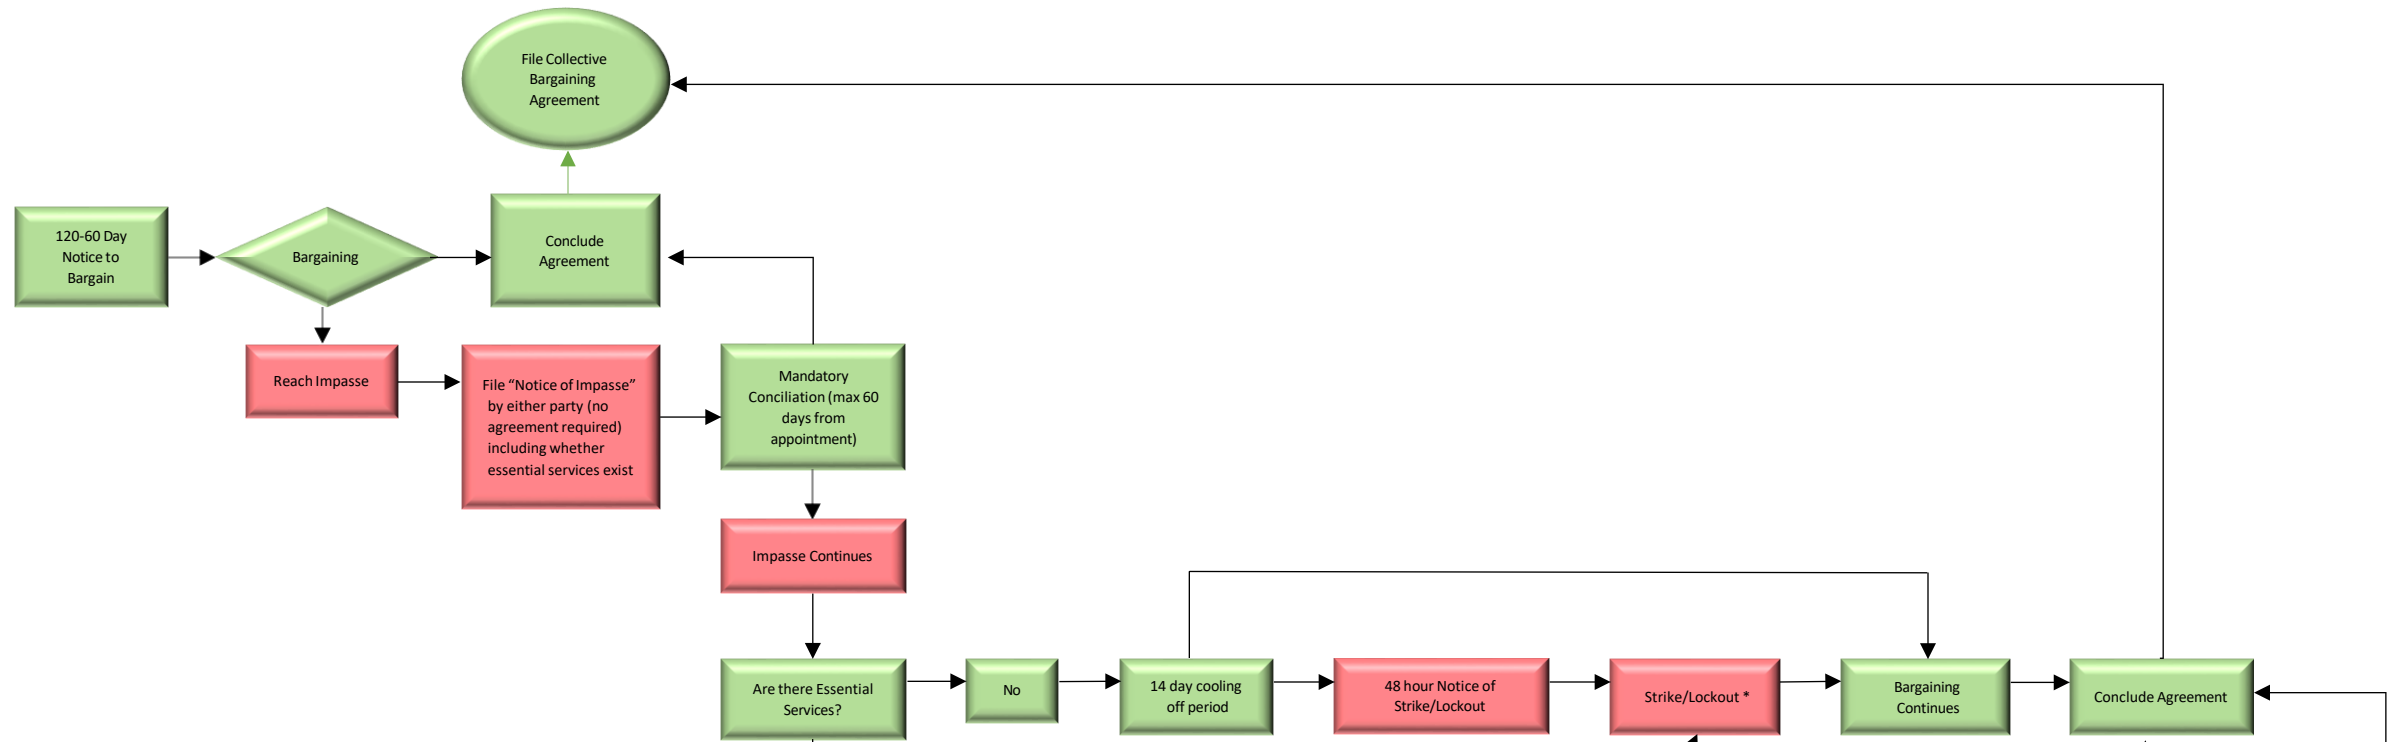 File Collective
Bargaining
Agreement
120-60 Day
Notice to
Bargain
Bargaining
Conclude
Agreement
Reach Impasse
File “Notice of Impasse”
by either party (no
agreement required)
including whether
essential services exist
Mandatory
Conciliation (max 60
days from
appointment)
Impasse Continues
Are there Essential
Services?
No
14 day cooling
off period
48 hour Notice of
Strike/Lockout
Strike/Lockout *
Bargaining
Continues
Conclude Agreement